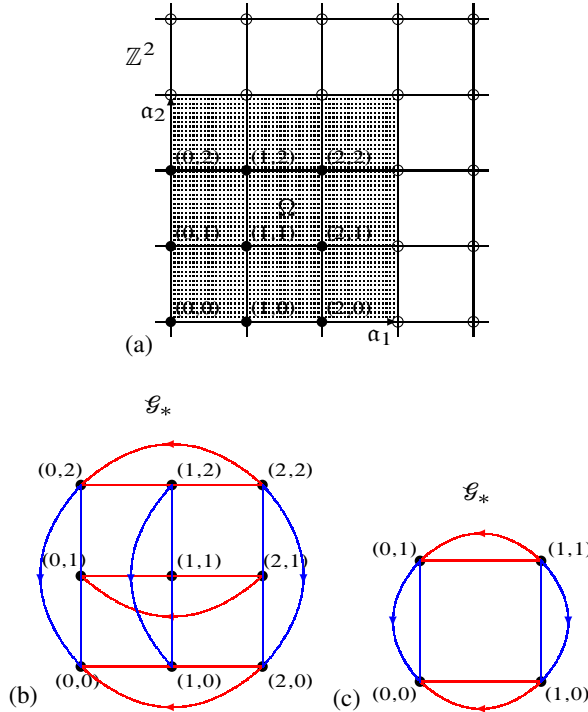 ℤ²
𝔞₂
(0,2) (1,2) (2,2)
Ω
(0,1) (1,1) (2,1)
(0,0) (1,0) (2,0)
𝔞₁
(a)
𝒢∗
(0,2) (1,2) (2,2)
(0,1) (1,1) (2,1)
(0,0) (1,0) (2,0)
(b)
𝒢∗
(0,1) (1,1)
(0,0) (1,0)
(c)